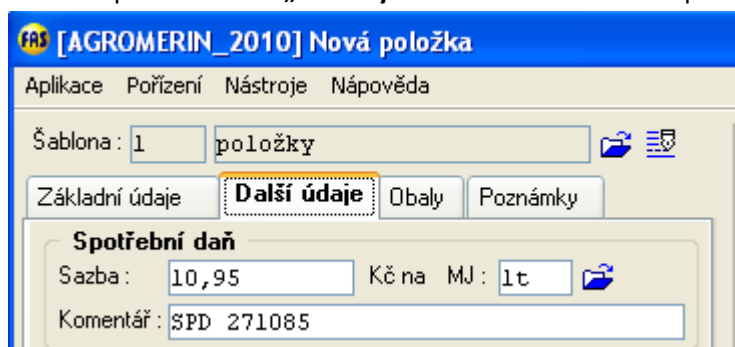 FAS [AGROMERIN_2010] Nová položka
Aplikace Pořízení Nástroje Nápověda
Šablona : 1 položky
Základní údaje Další údaje Obaly Poznámky
Spotřební daň
Sazba : 10,95 Kč na MJ : lt
Komentář : SPD 271085